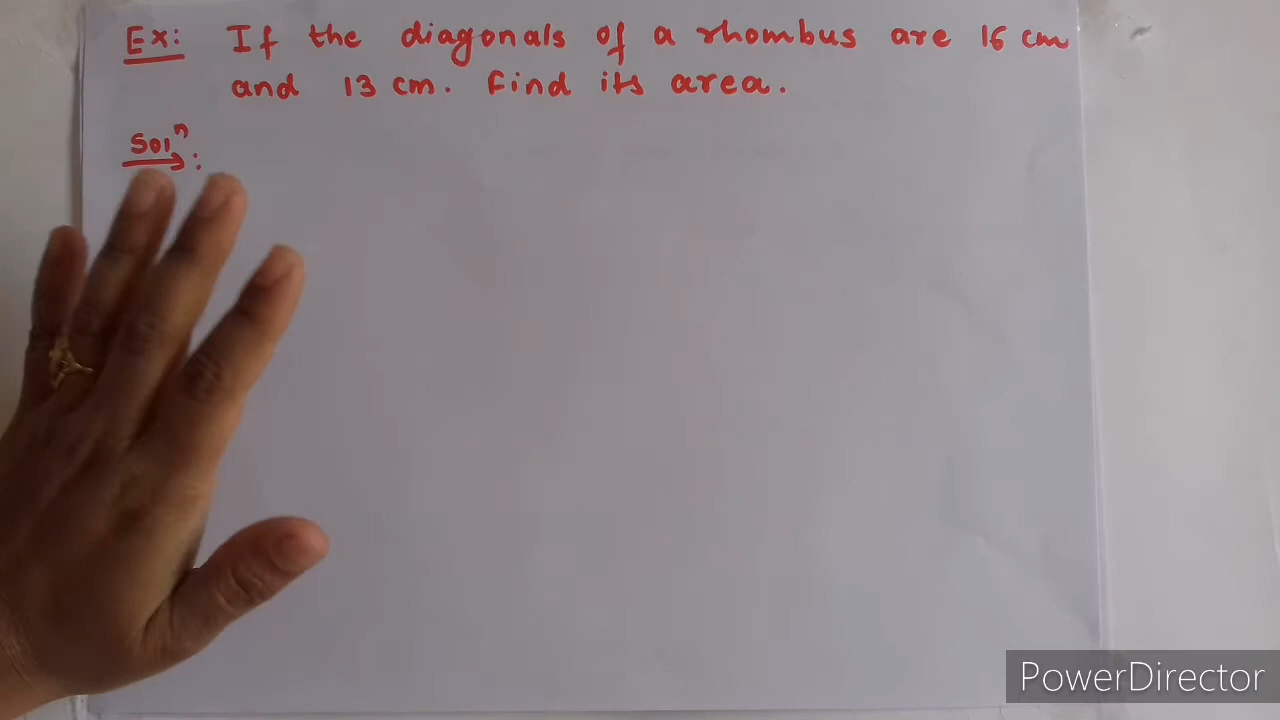 Ex: If the diagonals of a rhombus are 16 cm
and 13 cm. Find its area.
Solⁿ:
PowerDirector